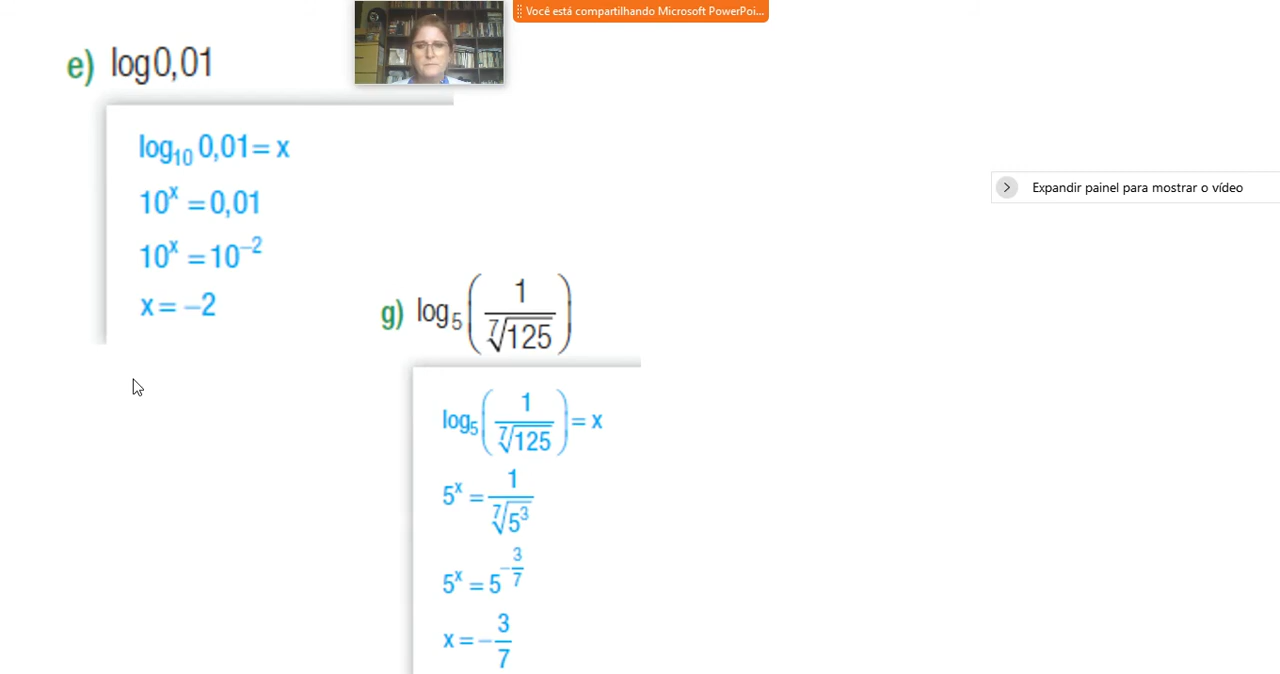 Você está compartilhando Microsoft PowerPoi...
e) log0,01
log₁₀ 0,01 = x
10ˣ = 0,01
10ˣ = 10⁻²
x = −2
Expandir painel para mostrar o vídeo
g) log₅(1/⁷√125)
log₅(1/⁷√125) = x
5ˣ = 1/⁷√5³
5ˣ = 5^(−3/7)
x = −3/7